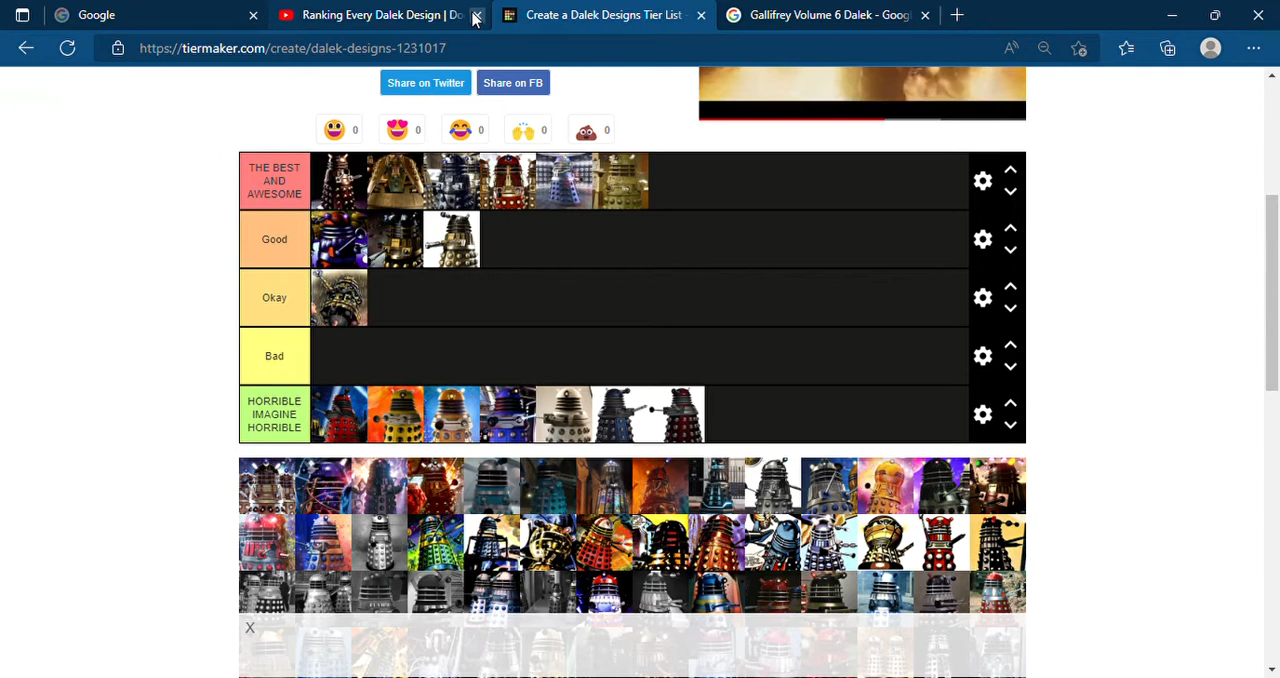 Google
Ranking Every Dalek Design | Do
Create a Dalek Designs Tier List
Gallifrey Volume 6 Dalek - Goog
https://tiermaker.com/create/dalek-designs-1231017
Share on Twitter
Share on FB
0
0
0
0
0
THE BEST
AND
AWESOME
Good
Okay
Bad
HORRIBLE
IMAGINE
HORRIBLE
X